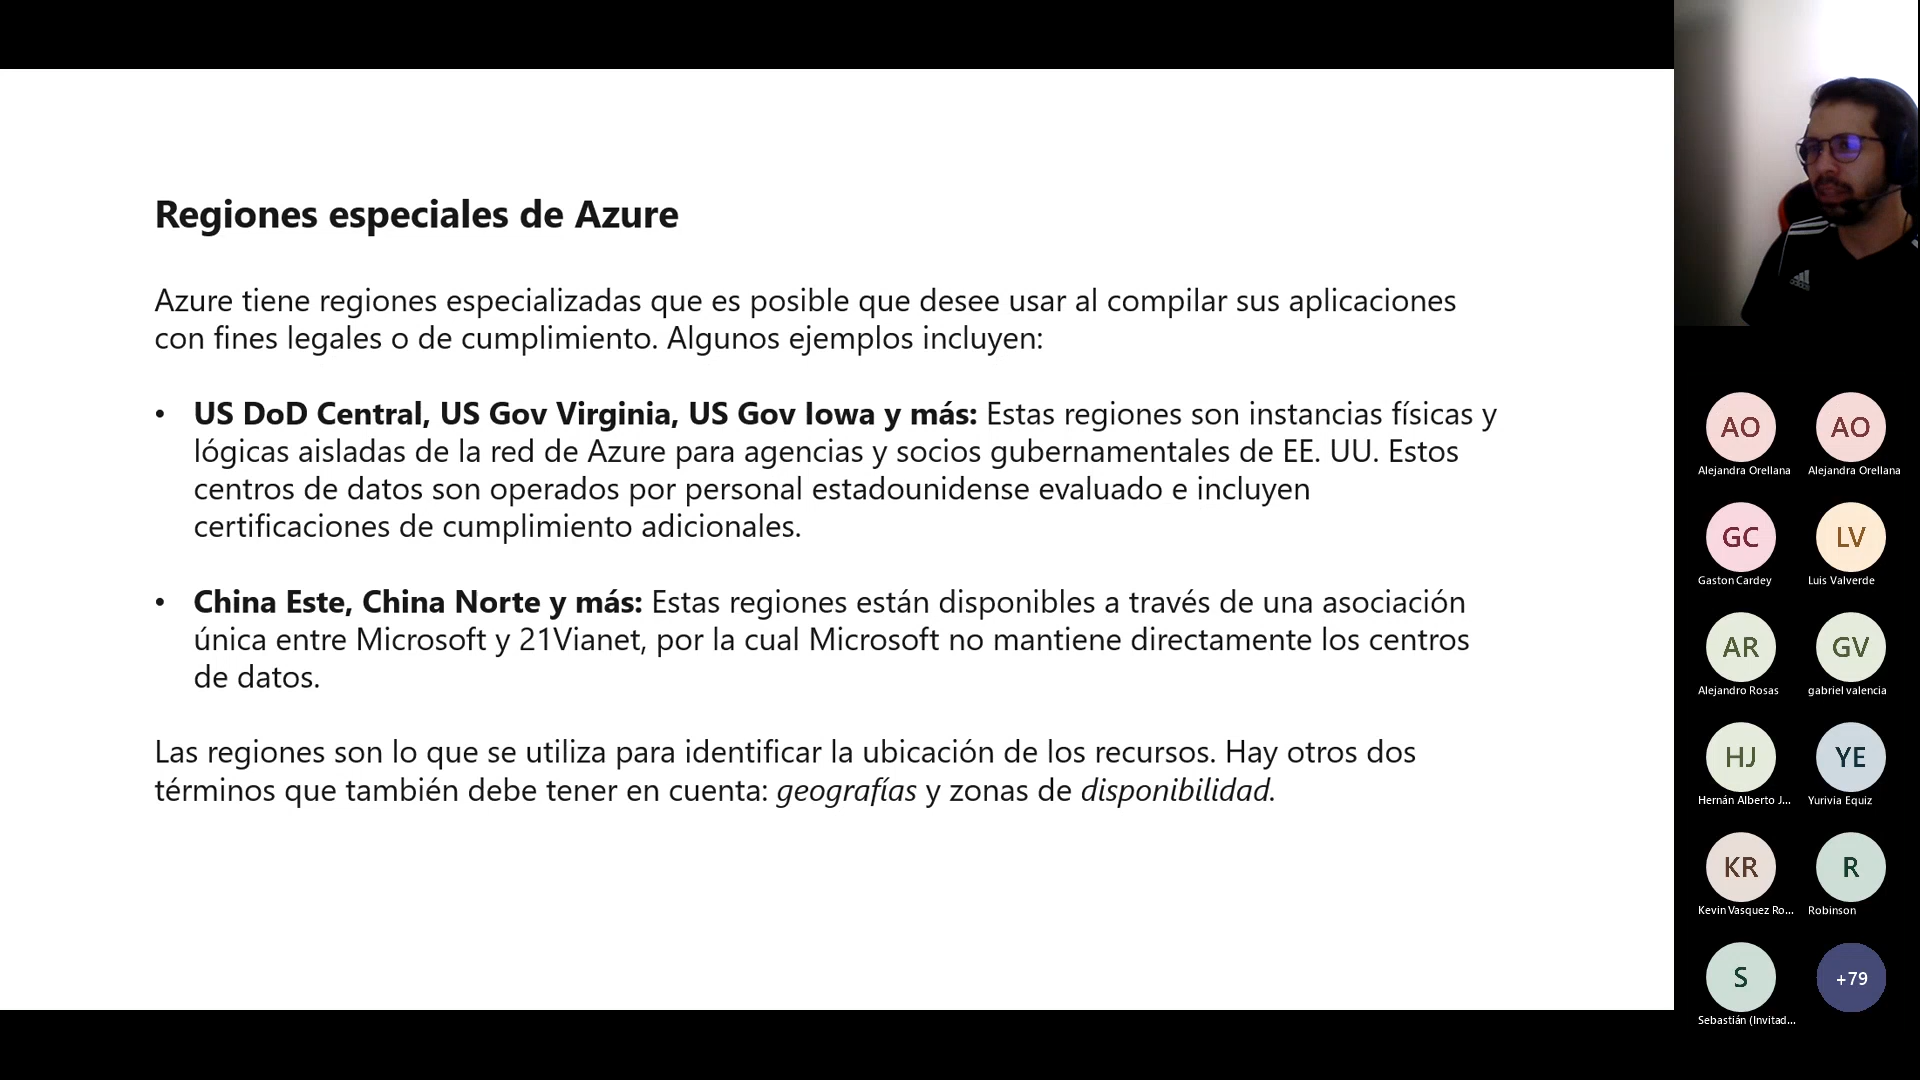 Regiones especiales de Azure
Azure tiene regiones especializadas que es posible que desee usar al compilar sus aplicaciones
con fines legales o de cumplimiento. Algunos ejemplos incluyen:
• US DoD Central, US Gov Virginia, US Gov Iowa y más: Estas regiones son instancias físicas y
lógicas aisladas de la red de Azure para agencias y socios gubernamentales de EE. UU. Estos
centros de datos son operados por personal estadounidense evaluado e incluyen
certificaciones de cumplimiento adicionales.
• China Este, China Norte y más: Estas regiones están disponibles a través de una asociación
única entre Microsoft y 21Vianet, por la cual Microsoft no mantiene directamente los centros
de datos.
Las regiones son lo que se utiliza para identificar la ubicación de los recursos. Hay otros dos
términos que también debe tener en cuenta: geografías y zonas de disponibilidad.
adidas
AO AO
Alejandra Orellana Alejandra Orellana
GC LV
Gaston Cardey Luis Valverde
AR GV
Alejandro Rosas gabriel valencia
HJ YE
Hernán Alberto J... Yurivia Equiz
KR R
Kevin Vasquez Ro... Robinson
S +79
Sebastián (Invitad...